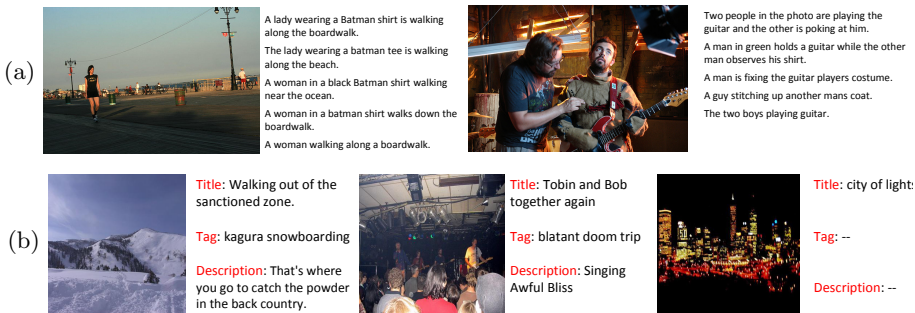 (a)
A lady wearing a Batman shirt is walking
along the boardwalk.
The lady wearing a batman tee is walking
along the beach.
A woman in a black Batman shirt walking
near the ocean.
A woman in a batman shirt walks down the
boardwalk.
A woman walking along a boardwalk.
Two people in the photo are playing the
guitar and the other is poking at him.
A man in green holds a guitar while the other
man observes his shirt.
A man is fixing the guitar players costume.
A guy stitching up another mans coat.
The two boys playing guitar.
(b)
Title: Walking out of the
sanctioned zone.
Tag: kagura snowboarding
Description: That's where
you go to catch the powder
in the back country.
Title: Tobin and Bob
together again
Tag: blatant doom trip
Description: Singing
Awful Bliss
Title: city of lights
Tag: --
Description: --